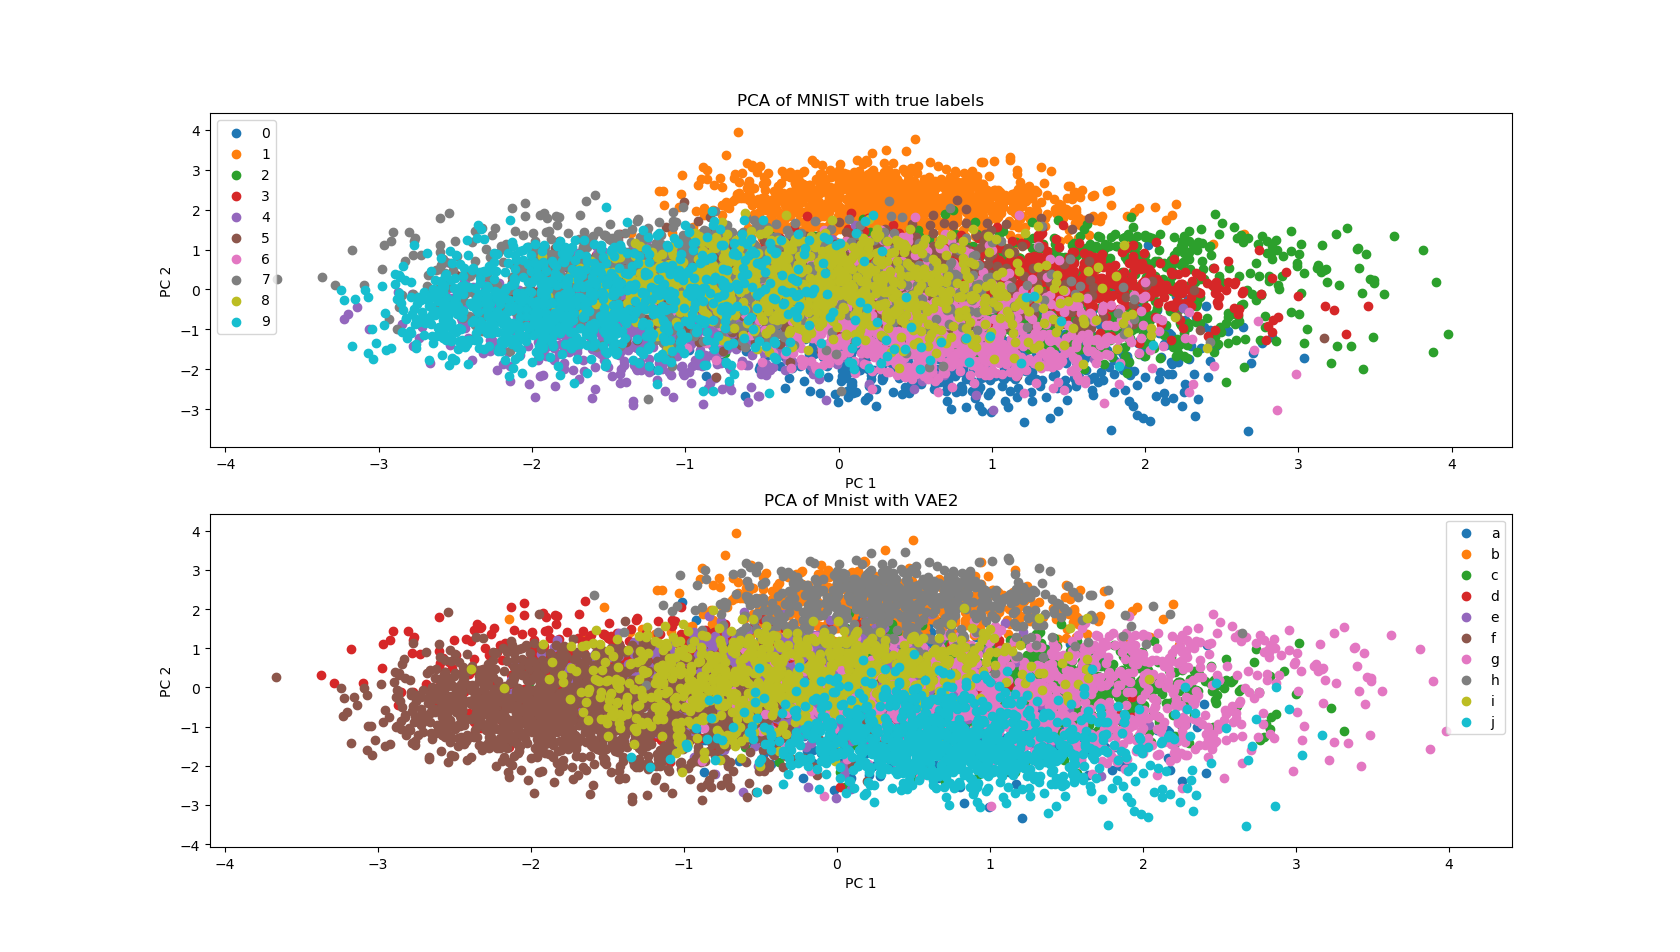 PCA of MNIST with true labels
4
3
2
1
0
−1
−2
−3
PC 2
0
1
2
3
4
5
6
7
8
9
−4 −3 −2 −1 0 1 2 3 4
PC 1
PCA of Mnist with VAE2
4
3
2
1
0
−1
−2
−3
−4
PC 2
a
b
c
d
e
f
g
h
i
j
−4 −3 −2 −1 0 1 2 3 4
PC 1